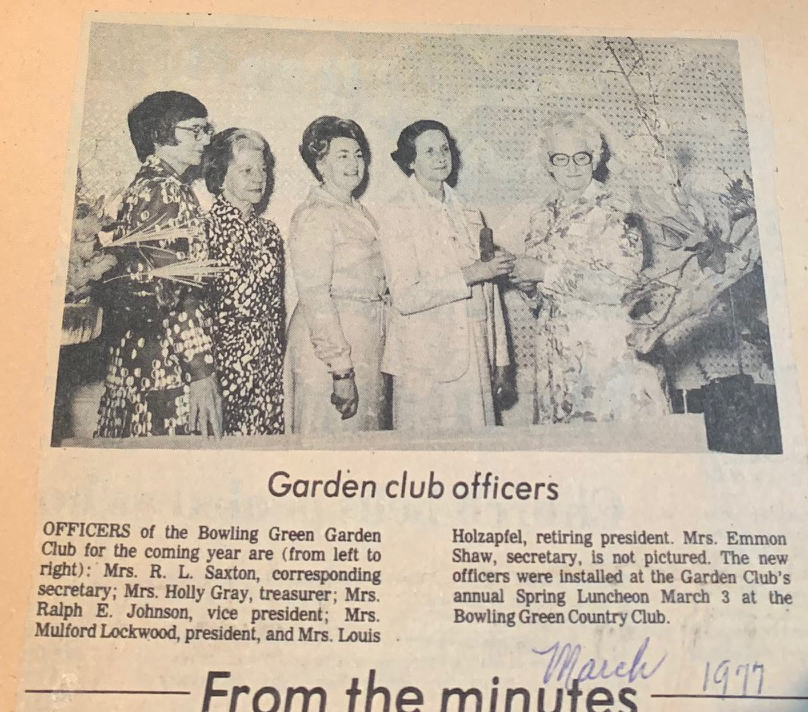 Garden club officers
OFFICERS of the Bowling Green Garden
Club for the coming year are (from left to
right): Mrs. R. L. Saxton, corresponding
secretary; Mrs. Holly Gray, treasurer; Mrs.
Ralph E. Johnson, vice president; Mrs.
Mulford Lockwood, president, and Mrs. Louis
Holzapfel, retiring president. Mrs. Emmon
Shaw, secretary, is not pictured. The new
officers were installed at the Garden Club's
annual Spring Luncheon March 3 at the
Bowling Green Country Club.
March 1977
From the minutes